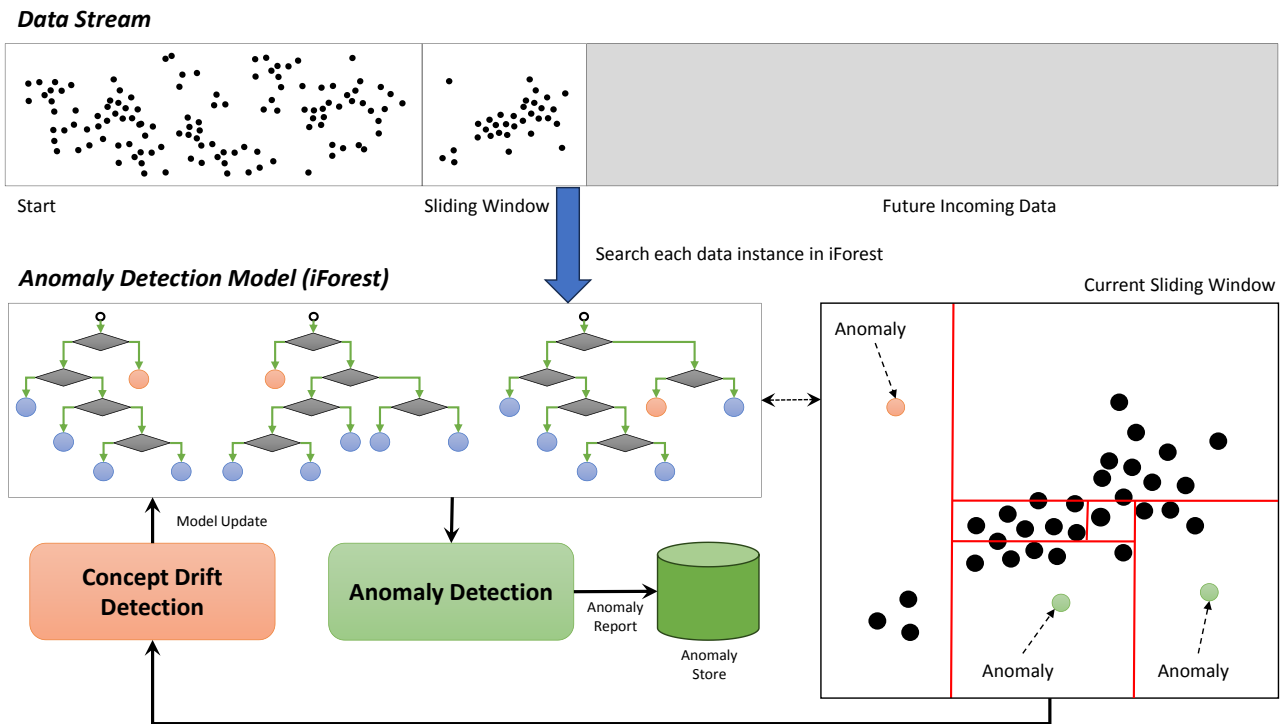 Data Stream
Start
Sliding Window
Future Incoming Data
Search each data instance in iForest
Anomaly Detection Model (iForest)
Current Sliding Window
Anomaly
Model Update
Concept Drift
Detection
Anomaly Detection
Anomaly
Report
Anomaly
Store
Anomaly
Anomaly